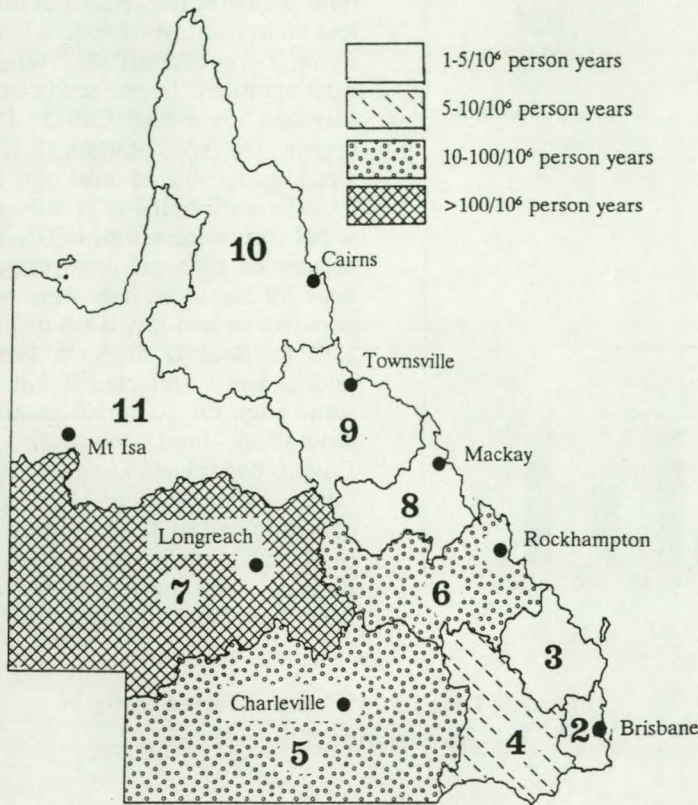 1-5/10⁶ person years
5-10/10⁶ person years
10-100/10⁶ person years
>100/10⁶ person years
10
Cairns
Townsville
11
Mt Isa
9
Mackay
8
Longreach
Rockhampton
7
6
3
Charleville
2
Brisbane
5
4